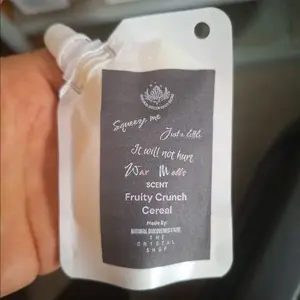 Squeeze me
Just a little
It will not hurt
Wax Melts
SCENT
Fruity Crunch
Cereal
Made By:
THE
CRYSTAL
SHOP